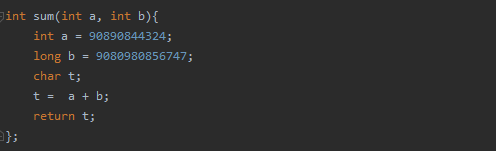 int sum(int a, int b){
int a = 90890844324;
long b = 9080980856747;
char t;
t =  a + b;
return t;
};